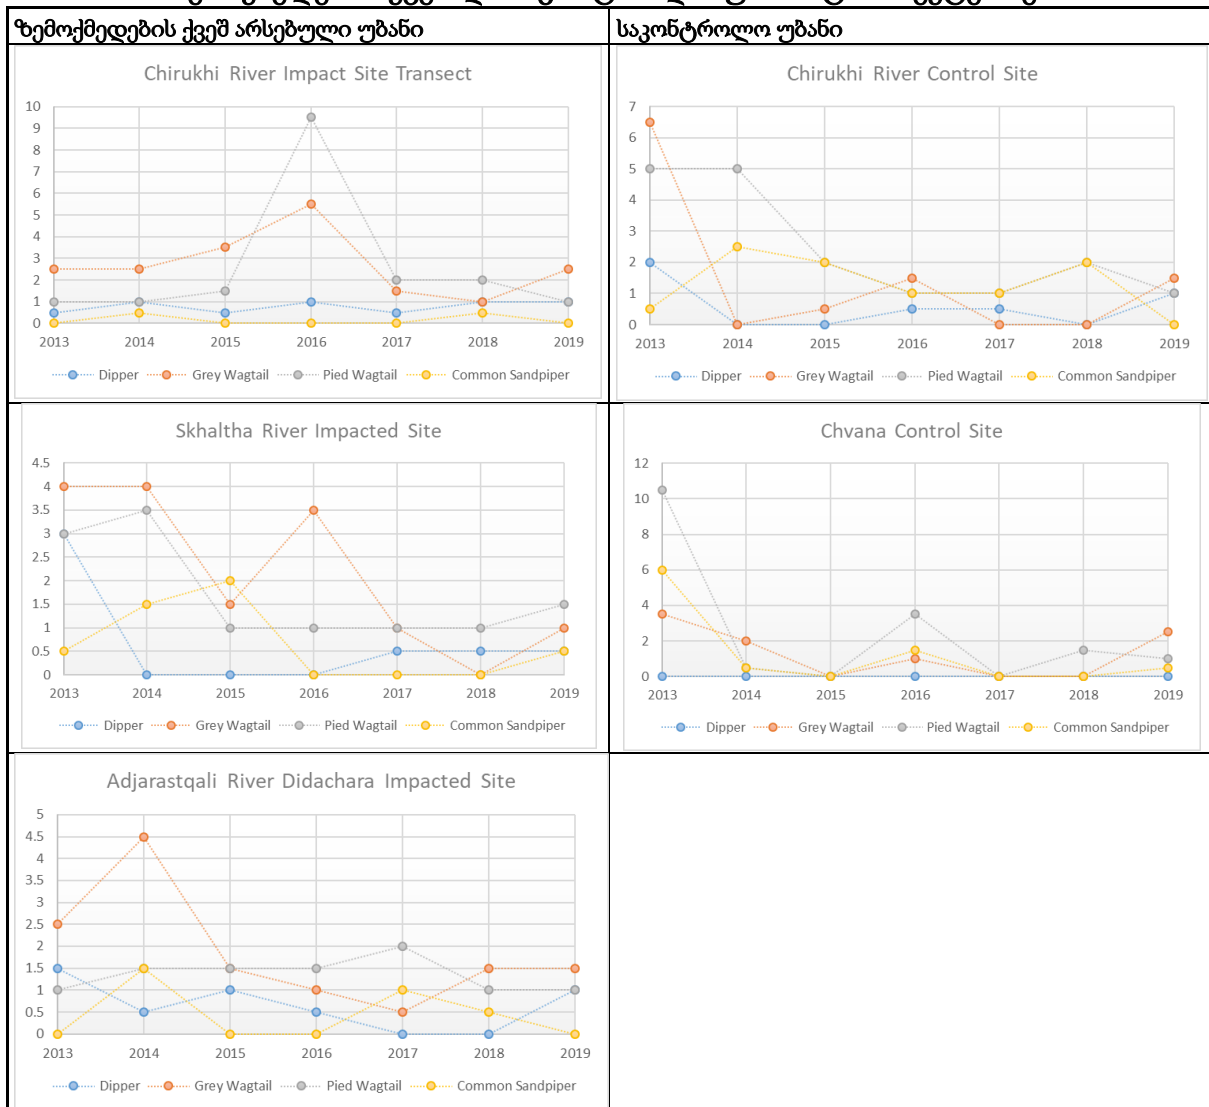 ზემოქმედების ქვეშ არსებული უბანი
საკონტროლო უბანი
Chirukhi River Impact Site Transect
10
9
8
7
6
5
4
3
2
1
0
2013 2014 2015 2016 2017 2018 2019
Dipper Grey Wagtail Pied Wagtail Common Sandpiper
Chirukhi River Control Site
7
6
5
4
3
2
1
0
2013 2014 2015 2016 2017 2018 2019
Dipper Grey Wagtail Pied Wagtail Common Sandpiper
Skhaltha River Impacted Site
4.5
4
3.5
3
2.5
2
1.5
1
0.5
0
2013 2014 2015 2016 2017 2018 2019
Dipper Grey Wagtail Pied Wagtail Common Sandpiper
Chvana Control Site
12
10
8
6
4
2
0
2013 2014 2015 2016 2017 2018 2019
Dipper Grey Wagtail Pied Wagtail Common Sandpiper
Adjarastqali River Didachara Impacted Site
5
4.5
4
3.5
3
2.5
2
1.5
1
0.5
0
2013 2014 2015 2016 2017 2018 2019
Dipper Grey Wagtail Pied Wagtail Common Sandpiper